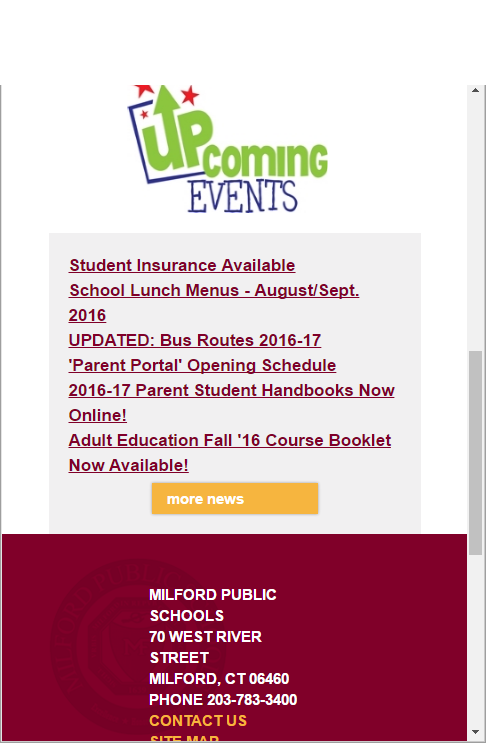 UPcoming
EVENTS
Student Insurance Available
School Lunch Menus - August/Sept.
2016
UPDATED: Bus Routes 2016-17
'Parent Portal' Opening Schedule
2016-17 Parent Student Handbooks Now
Online!
Adult Education Fall '16 Course Booklet
Now Available!
more news
MILFORD PUBLIC
SCHOOLS
70 WEST RIVER
STREET
MILFORD, CT 06460
PHONE 203-783-3400
CONTACT US
SITE MAP